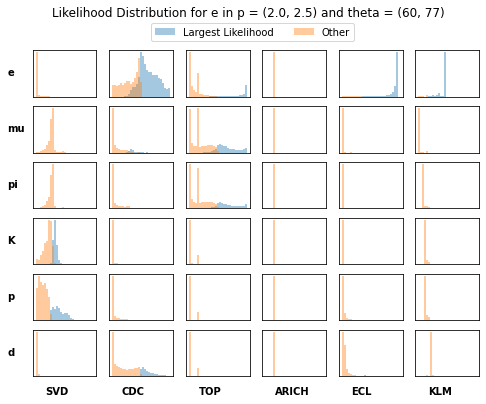 Likelihood Distribution for e in p = (2.0, 2.5) and theta = (60, 77)
Largest Likelihood Other
e
mu
pi
K
p
d
SVD CDC TOP ARICH ECL KLM